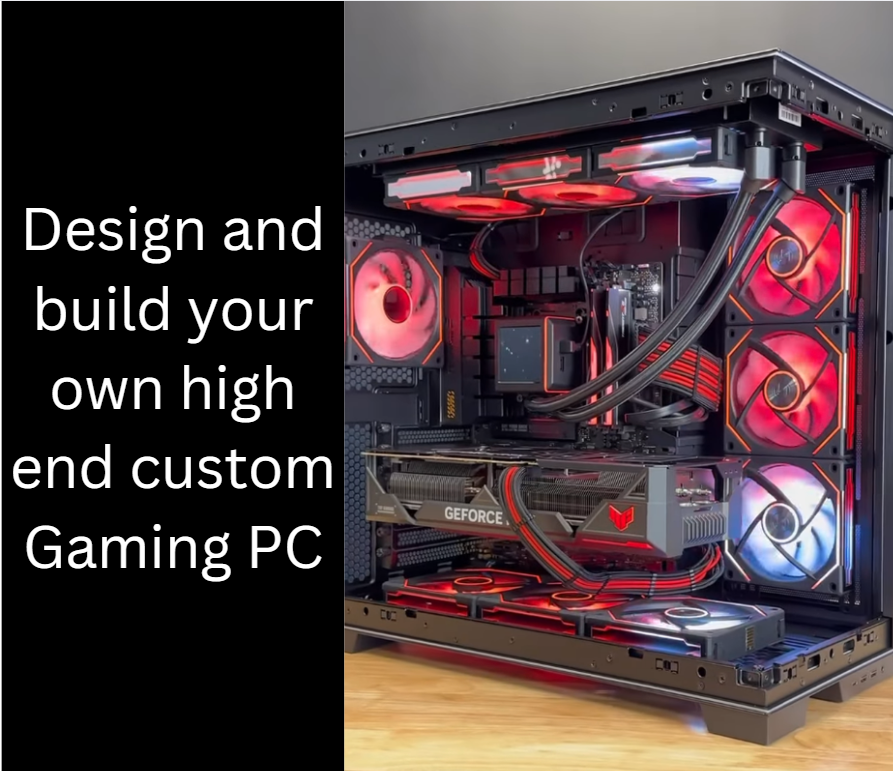 Design and
build your
own high
end custom
Gaming PC
GEFORCE